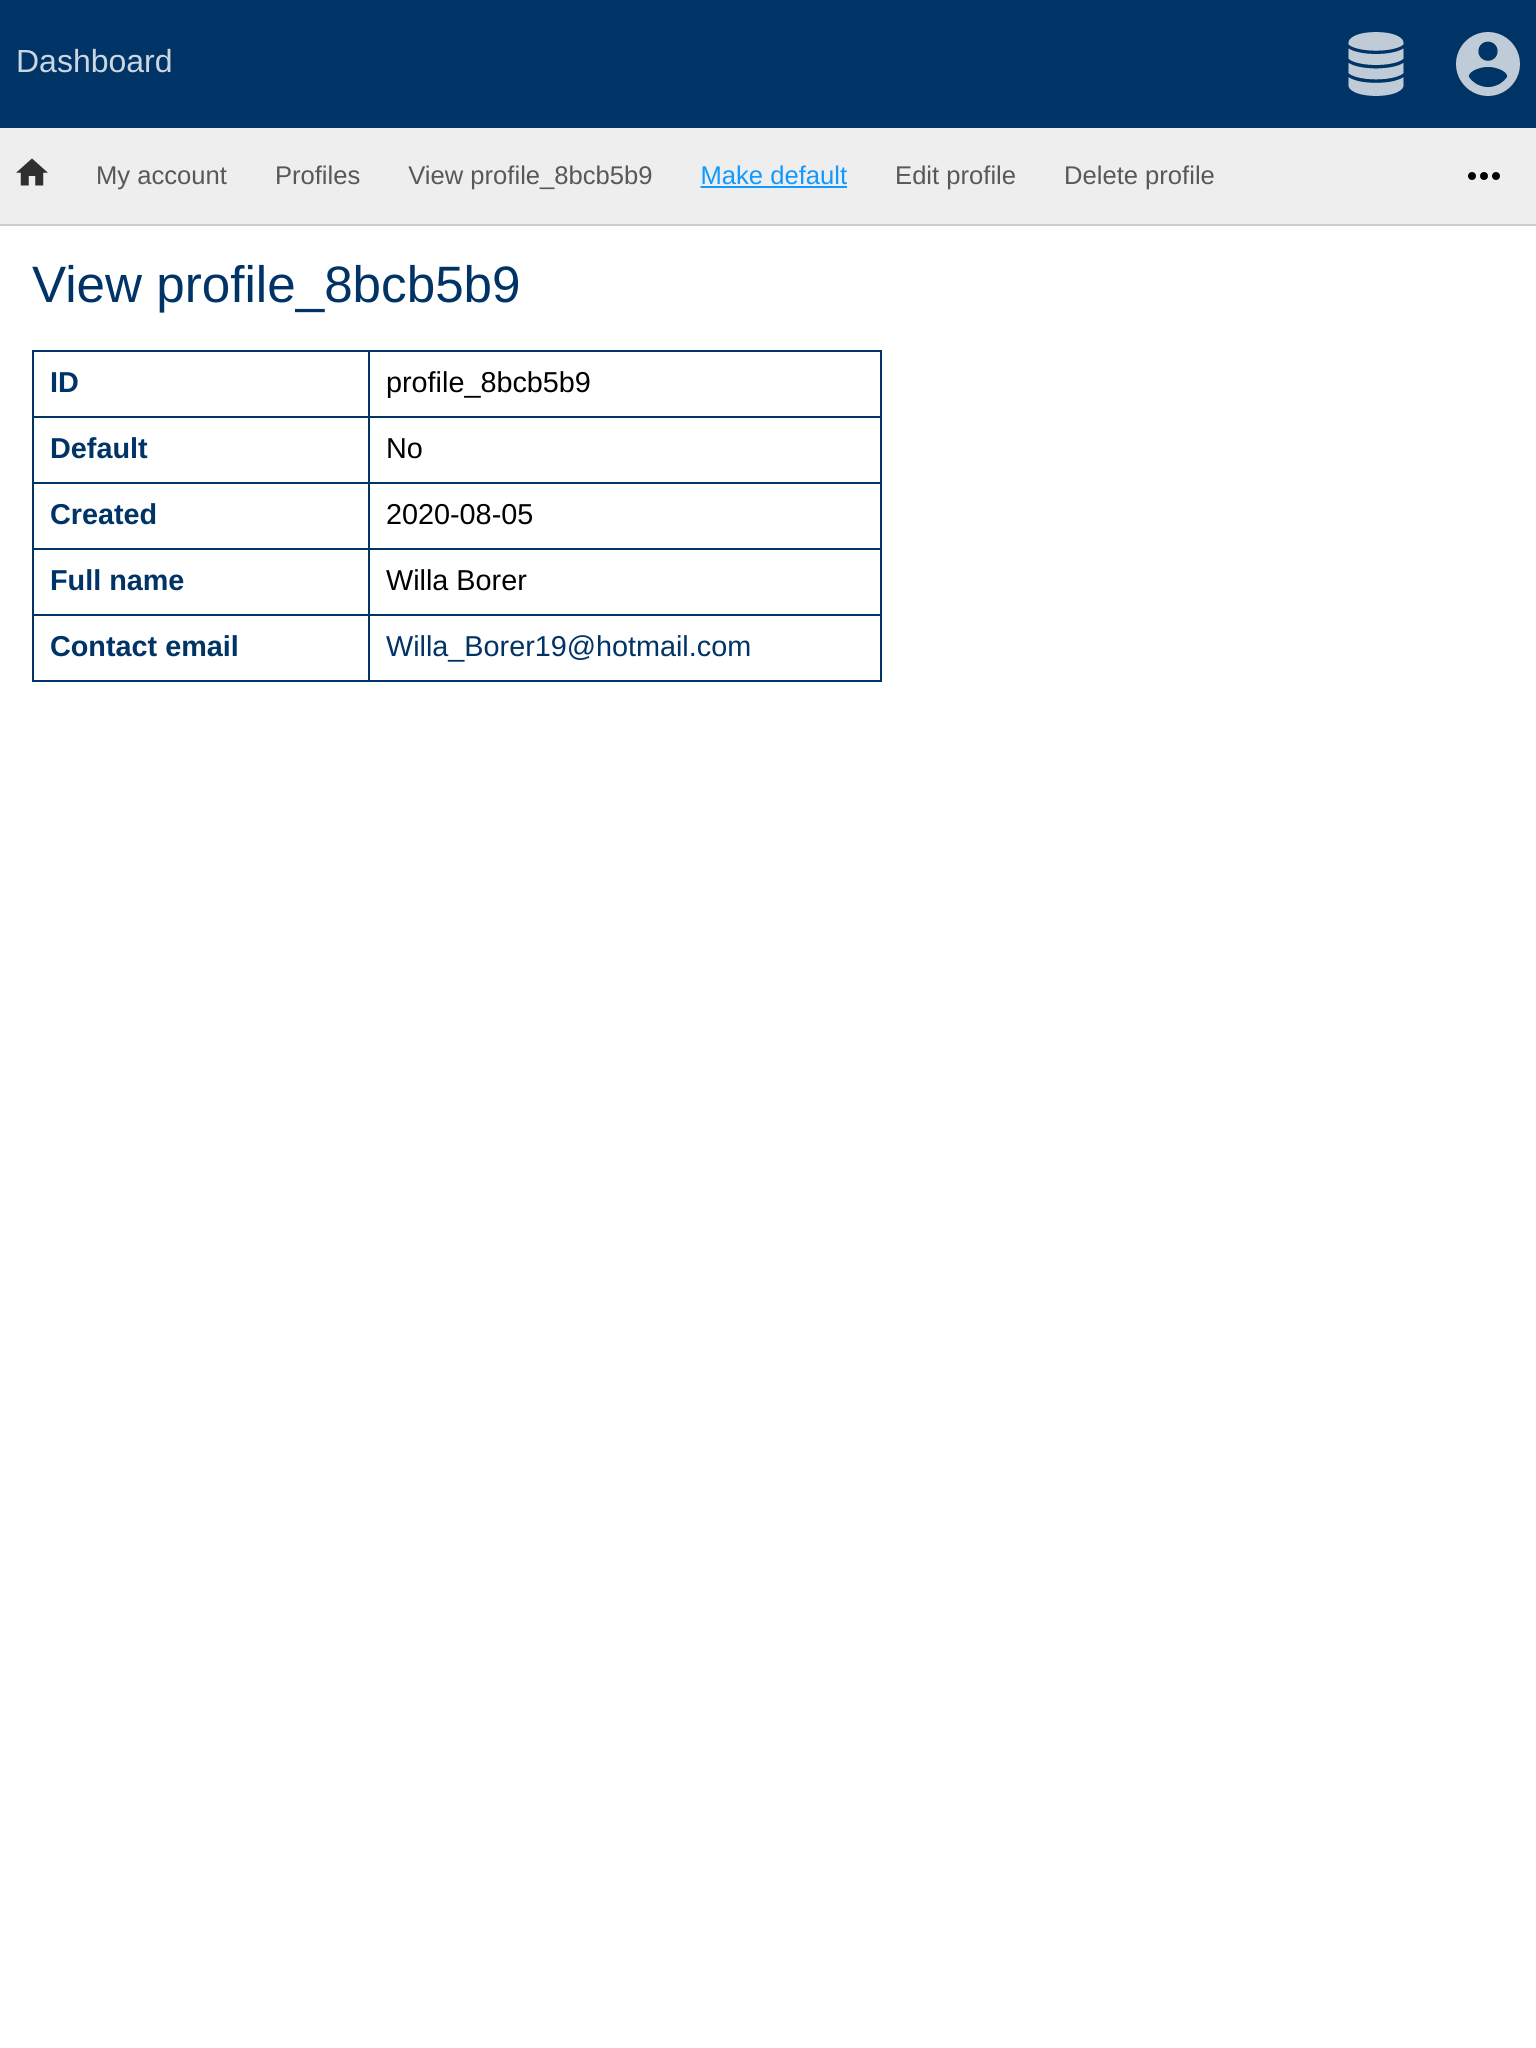 Dashboard
My account Profiles View profile_8bcb5b9 Make default Edit profile Delete profile
View profile_8bcb5b9
ID profile_8bcb5b9
Default No
Created 2020-08-05
Full name Willa Borer
Contact email Willa_Borer19@hotmail.com